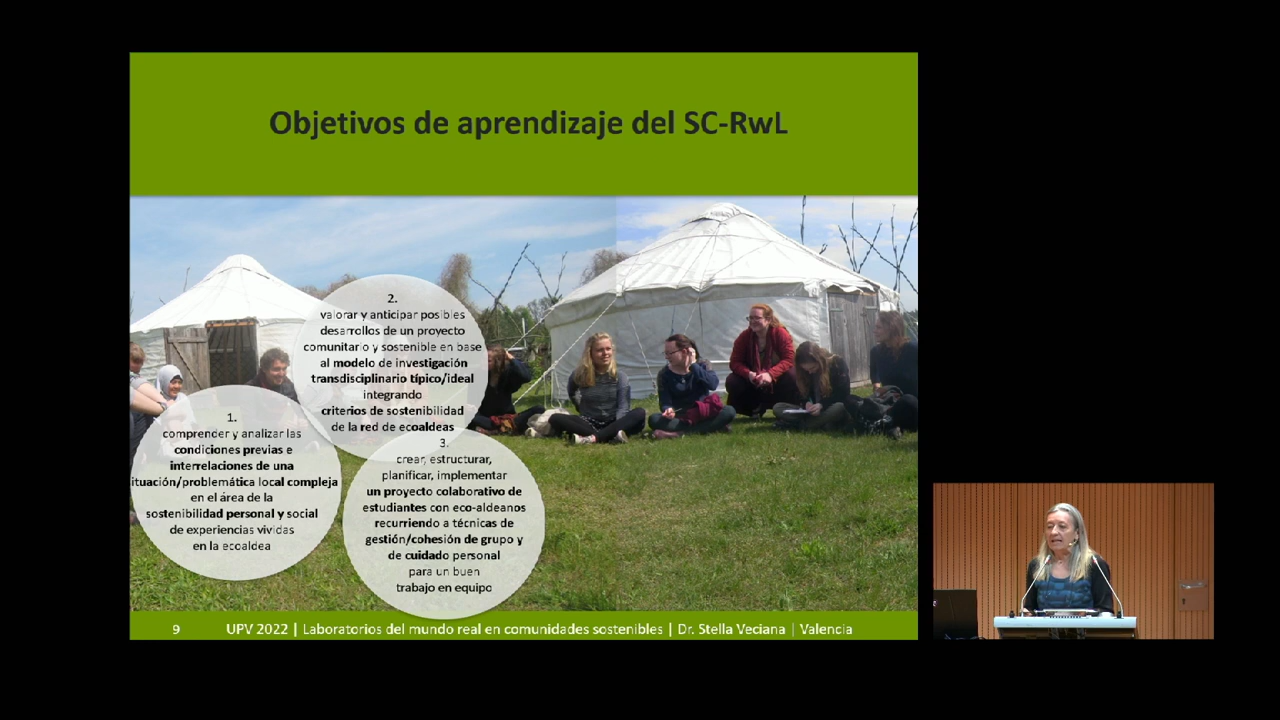 Objetivos de aprendizaje del SC-RwL
1.
comprender y analizar las
condiciones previas e
interrelaciones de una
ituación/problemática local compleja
en el área de la
sostenibilidad personal y social
de experiencias vividas
en la ecoaldea
2.
valorar y anticipar posibles
desarrollos de un proyecto
comunitario y sostenible en base
al modelo de investigación
transdisciplinario típico/ideal
integrando
criterios de sostenibilidad
de la red de ecoaldeas
3.
crear, estructurar,
planificar, implementar
un proyecto colaborativo de
estudiantes con eco-aldeanos
recurriendo a técnicas de
gestión/cohesión de grupo y
de cuidado personal
para un buen
trabajo en equipo
9 UPV 2022 | Laboratorios del mundo real en comunidades sostenibles | Dr. Stella Veciana | Valencia